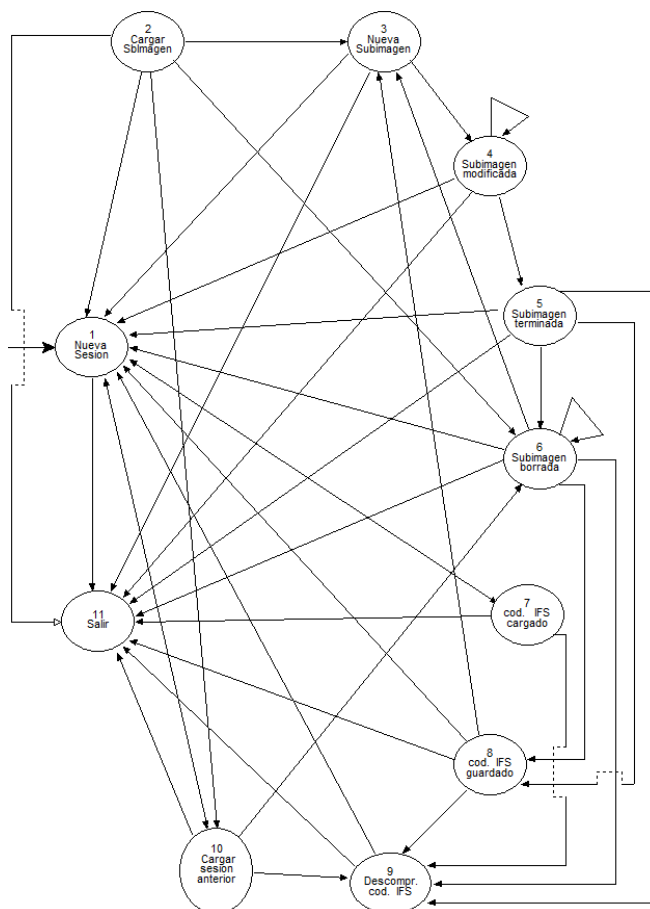 2
Cargar
SbImagen
3
Nueva
Subimagen
4
Subimagen
modificada
5
Subimagen
terminada
1
Nueva
Sesion
6
Subimagen
borrada
7
cod. IFS
cargado
11
Salir
8
cod. IFS
guardado
10
Cargar
sesion
anterior
9
Descompr.
cod. IFS